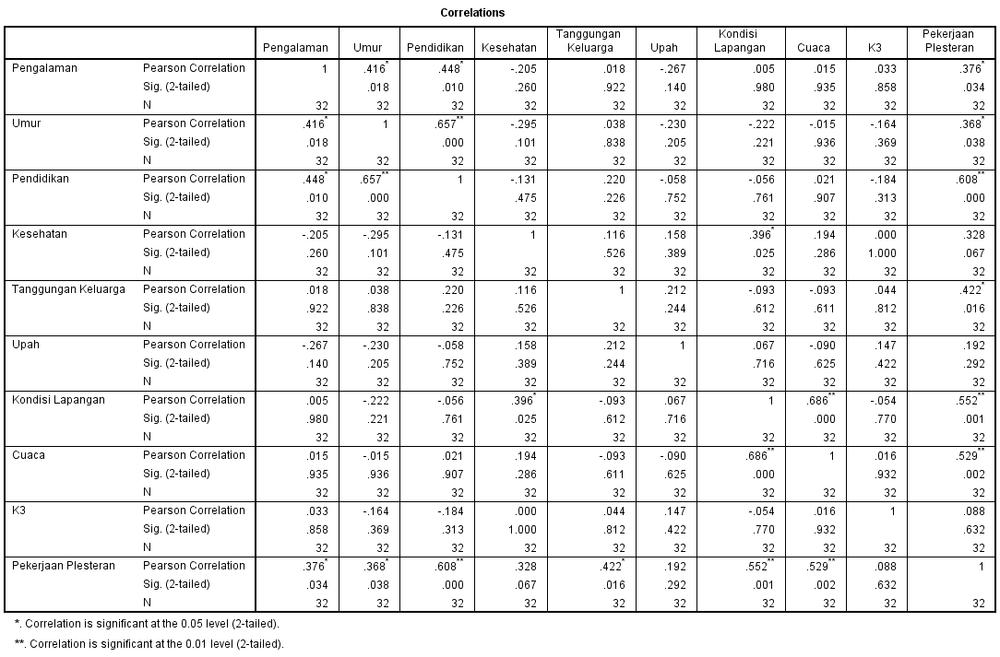 Correlations
Pengalaman Umur Pendidikan Kesehatan Tanggungan Keluarga Upah Kondisi Lapangan Cuaca K3 Pekerjaan Plesteran
Pengalaman Pearson Correlation 1 .416* .448* -.205 .018 -.267 .005 .015 .033 .376*
Sig. (2-tailed) .018 .010 .260 .922 .140 .980 .935 .858 .034
N 32 32 32 32 32 32 32 32 32 32
Umur Pearson Correlation .416* 1 .657** -.295 .038 -.230 -.222 -.015 -.164 .368*
Sig. (2-tailed) .018 .000 .101 .838 .205 .221 .936 .369 .038
N 32 32 32 32 32 32 32 32 32 32
Pendidikan Pearson Correlation .448* .657** 1 -.131 .220 -.058 -.056 .021 -.184 .608**
Sig. (2-tailed) .010 .000 .475 .226 .752 .761 .907 .313 .000
N 32 32 32 32 32 32 32 32 32 32
Kesehatan Pearson Correlation -.205 -.295 -.131 1 .116 .158 .396* .194 .000 .328
Sig. (2-tailed) .260 .101 .475 .526 .389 .025 .286 1.000 .067
N 32 32 32 32 32 32 32 32 32 32
Tanggungan Keluarga Pearson Correlation .018 .038 .220 .116 1 .212 -.093 -.093 .044 .422*
Sig. (2-tailed) .922 .838 .226 .526 .244 .612 .611 .812 .016
N 32 32 32 32 32 32 32 32 32 32
Upah Pearson Correlation -.267 -.230 -.058 .158 .212 1 .067 -.090 .147 .192
Sig. (2-tailed) .140 .205 .752 .389 .244 .716 .625 .422 .292
N 32 32 32 32 32 32 32 32 32 32
Kondisi Lapangan Pearson Correlation .005 -.222 -.056 .396* -.093 .067 1 .686** -.054 .552**
Sig. (2-tailed) .980 .221 .761 .025 .612 .716 .000 .770 .001
N 32 32 32 32 32 32 32 32 32 32
Cuaca Pearson Correlation .015 -.015 .021 .194 -.093 -.090 .686** 1 .016 .529**
Sig. (2-tailed) .935 .936 .907 .286 .611 .625 .000 .932 .002
N 32 32 32 32 32 32 32 32 32 32
K3 Pearson Correlation .033 -.164 -.184 .000 .044 .147 -.054 .016 1 .088
Sig. (2-tailed) .858 .369 .313 1.000 .812 .422 .770 .932 .632
N 32 32 32 32 32 32 32 32 32 32
Pekerjaan Plesteran Pearson Correlation .376* .368* .608** .328 .422* .192 .552** .529** .088 1
Sig. (2-tailed) .034 .038 .000 .067 .016 .292 .001 .002 .632
N 32 32 32 32 32 32 32 32 32 32
*. Correlation is significant at the 0.05 level (2-tailed).
**. Correlation is significant at the 0.01 level (2-tailed).